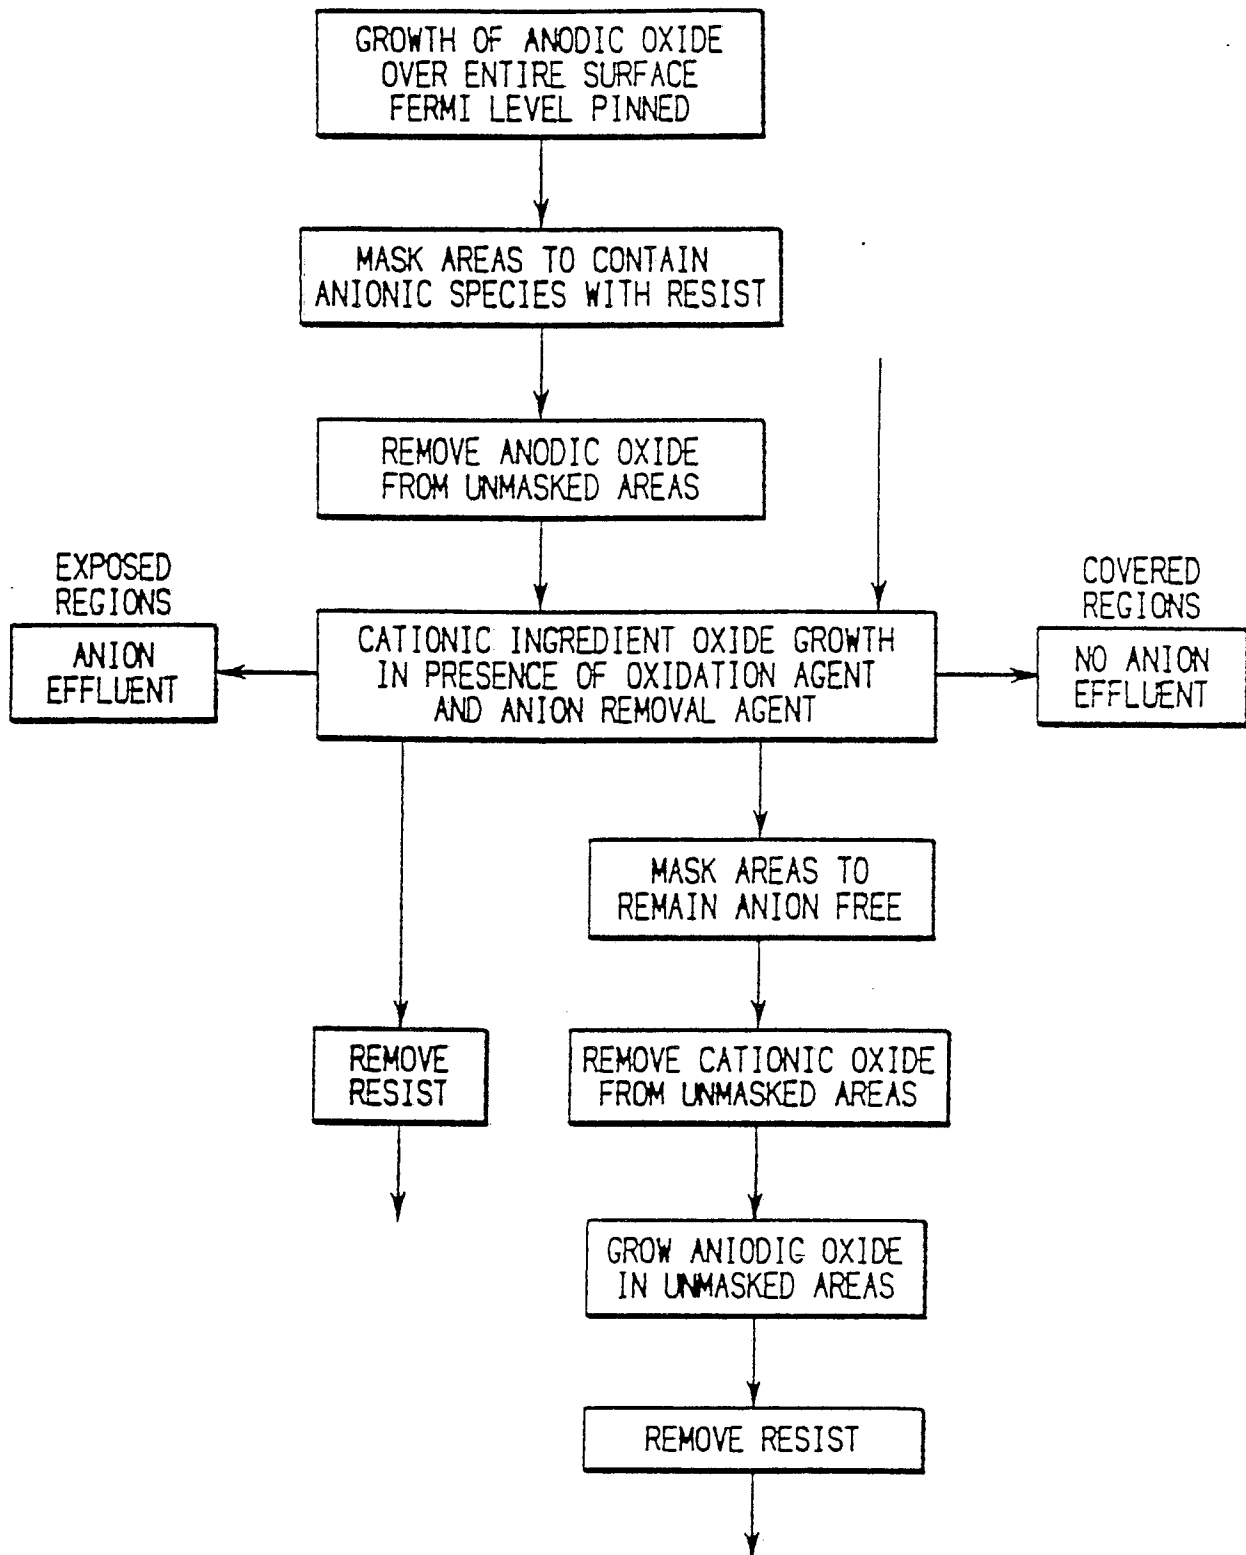 GROWTH OF ANODIC OXIDE
OVER ENTIRE SURFACE
FERMI LEVEL PINNED
MASK AREAS TO CONTAIN
ANIONIC SPECIES WITH RESIST
REMOVE ANODIC OXIDE
FROM UNMASKED AREAS
EXPOSED
REGIONS
ANION
EFFLUENT
CATIONIC INGREDIENT OXIDE GROWTH
IN PRESENCE OF OXIDATION AGENT
AND ANION REMOVAL AGENT
COVERED
REGIONS
NO ANION
EFFLUENT
MASK AREAS TO
REMAIN ANION FREE
REMOVE
RESIST
REMOVE CATIONIC OXIDE
FROM UNMASKED AREAS
GROW ANIODIC OXIDE
IN UNMASKED AREAS
REMOVE RESIST